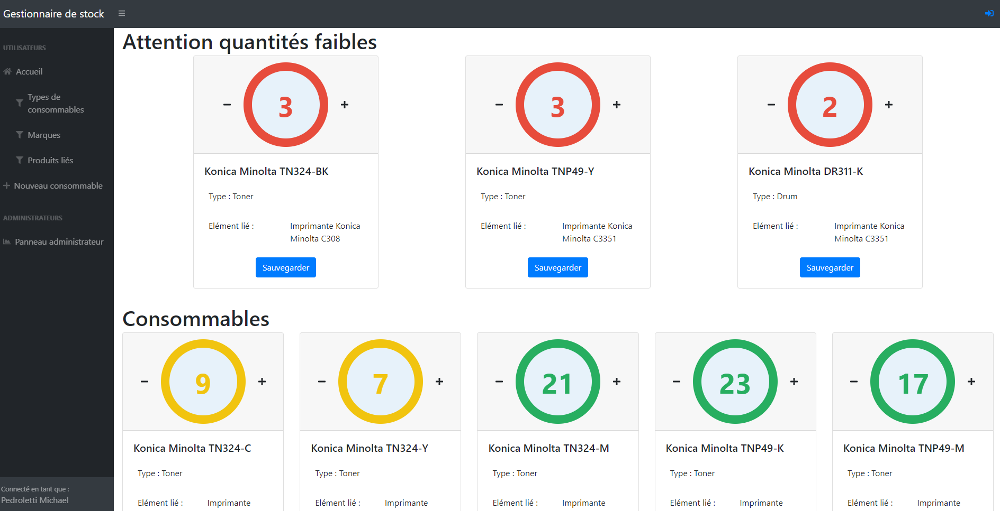 Gestionnaire de stock
UTILISATEURS
Accueil
Types de
consommables
Marques
Produits liés
Nouveau consommable
ADMINISTRATEURS
Panneau administrateur
Connecté en tant que :
Pedroletti Michael
Attention quantités faibles
3
Konica Minolta TN324-BK
Type : Toner
Elément lié : Imprimante Konica
Minolta C308
Sauvegarder
3
Konica Minolta TNP49-Y
Type : Toner
Elément lié : Imprimante Konica
Minolta C3351
Sauvegarder
2
Konica Minolta DR311-K
Type : Drum
Elément lié : Imprimante Konica
Minolta C3351
Sauvegarder
Consommables
9
Konica Minolta TN324-C
Type : Toner
Elément lié : Imprimante
7
Konica Minolta TN324-Y
Type : Toner
Elément lié : Imprimante
21
Konica Minolta TN324-M
Type : Toner
Elément lié : Imprimante
23
Konica Minolta TNP49-K
Type : Toner
Elément lié : Imprimante
17
Konica Minolta TNP49-M
Type : Toner
Elément lié : Imprimante